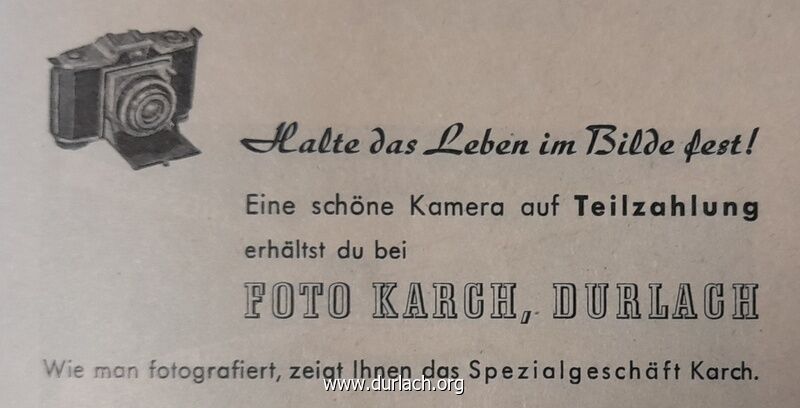 Halte das Leben im Bilde fest!
Eine schöne Kamera auf Teilzahlung
erhältst du bei
FOTO KARCH, DURLACH
Wie man fotografiert, zeigt Ihnen das Spezialgeschäft Karch.
www.durlach.org